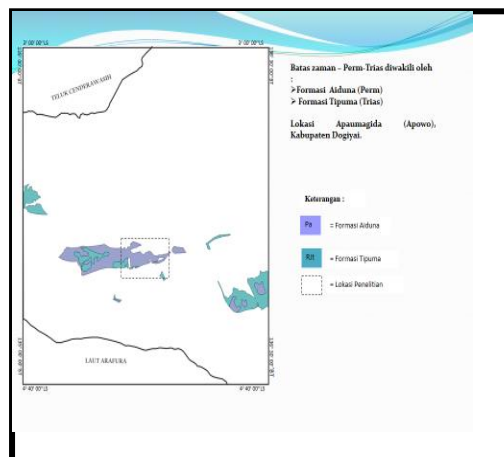 Batas zaman – Perm-Trias diwakili oleh
:
➢Formasi Aiduna (Perm)
➢ Formasi Tipuma (Trias)
Lokasi Apaumagida (Apowo),
Kabupaten Dogiyai.
TELUK CENDERAWASIH
LAUT ARAFURA
Keterangan :
Pa = Formasi Aiduna
= Formasi Tipuma
= Lokasi Penelitian